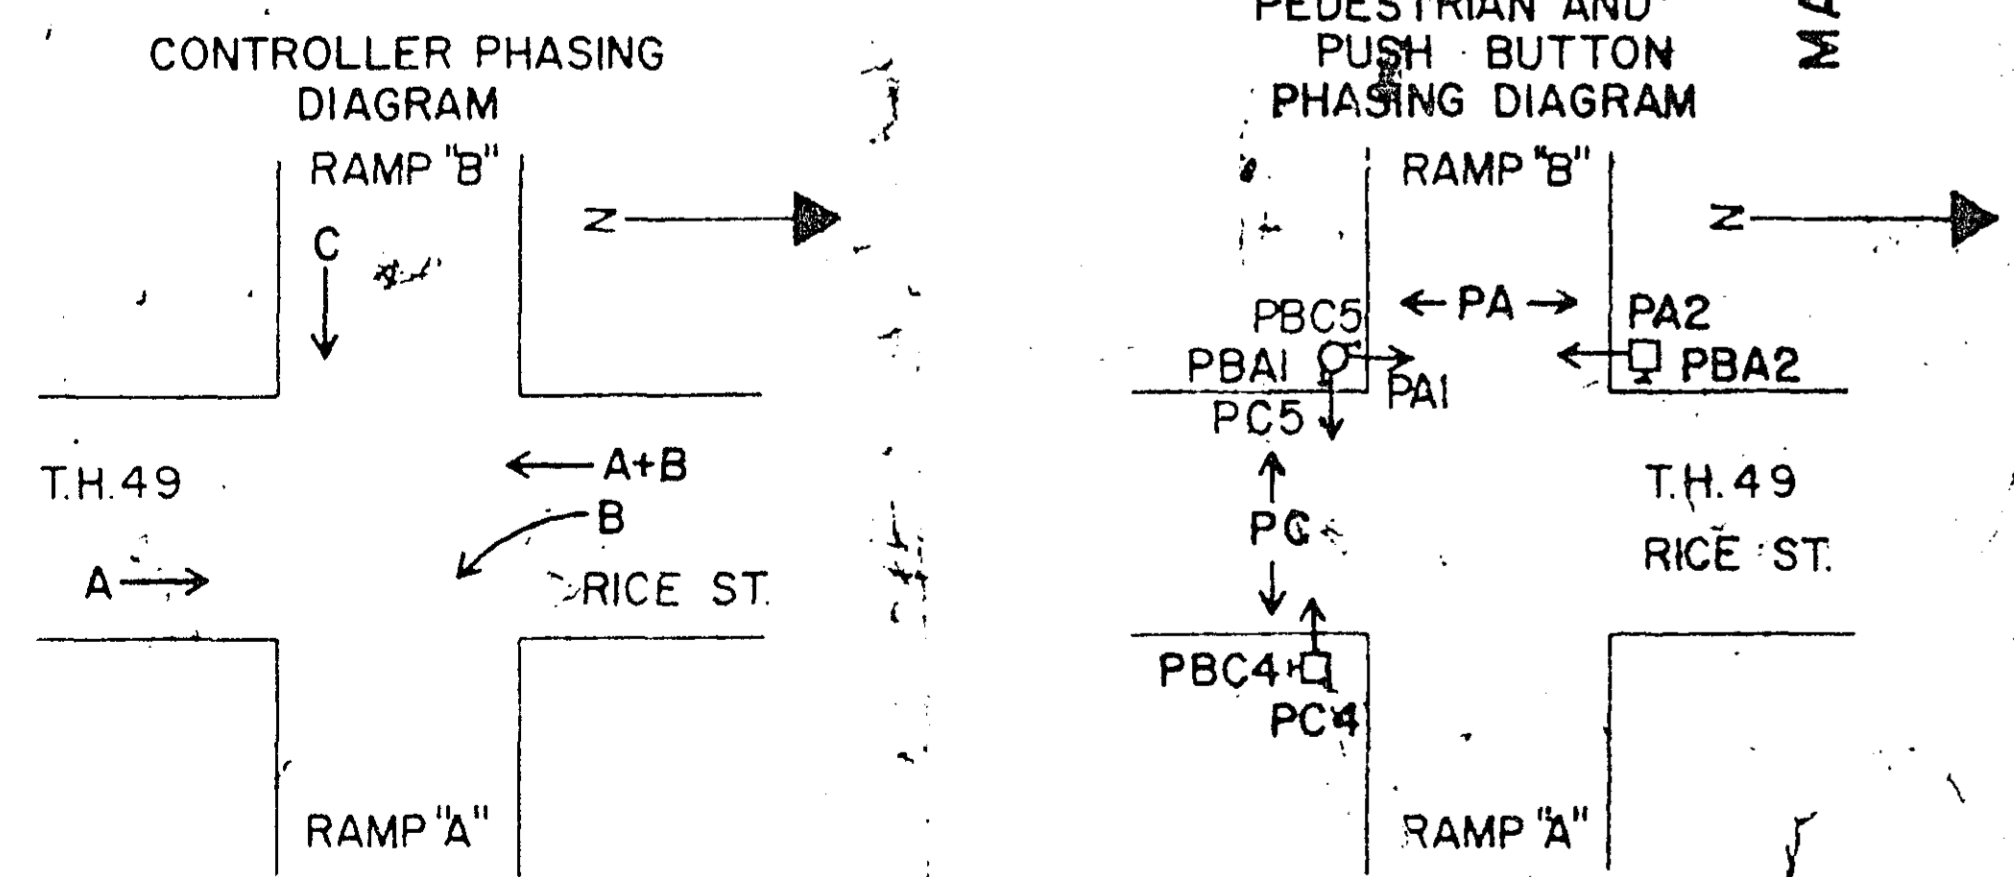 CONTROLLER PHASING
DIAGRAM
RAMP "B"
N
C
A+B
T.H. 49
B
A
RICE ST.
RAMP "A"
PEDESTRIAN AND
PUSH BUTTON
PHASING DIAGRAM
MA
RAMP "B"
N
PA
PBC5
PA2
PBA1
PBA2
PA1
PC5
T.H. 49
PC
RICE ST.
PBC4
PC4
RAMP "A"